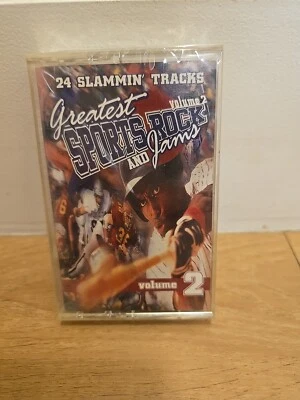 24 SLAMMIN' TRACKS
Greatest
volume 2
SPORTS ROCK
AND Jams
volume 2